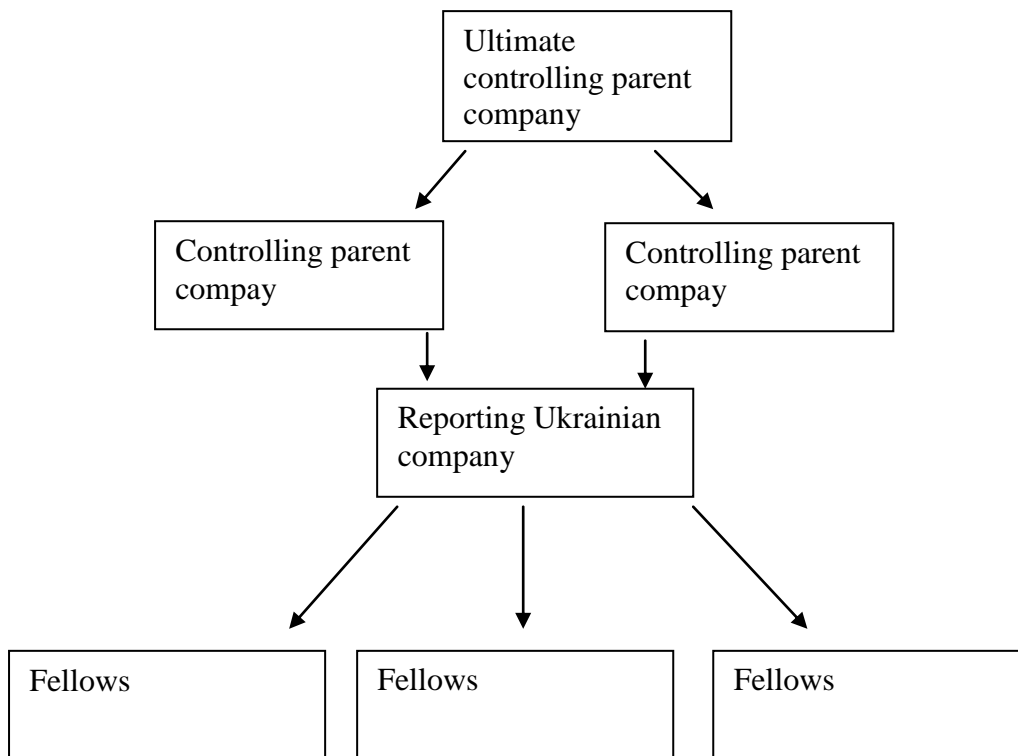 Ultimate
controlling parent
company
Controlling parent
compay
Controlling parent
compay
Reporting Ukrainian
company
Fellows
Fellows
Fellows